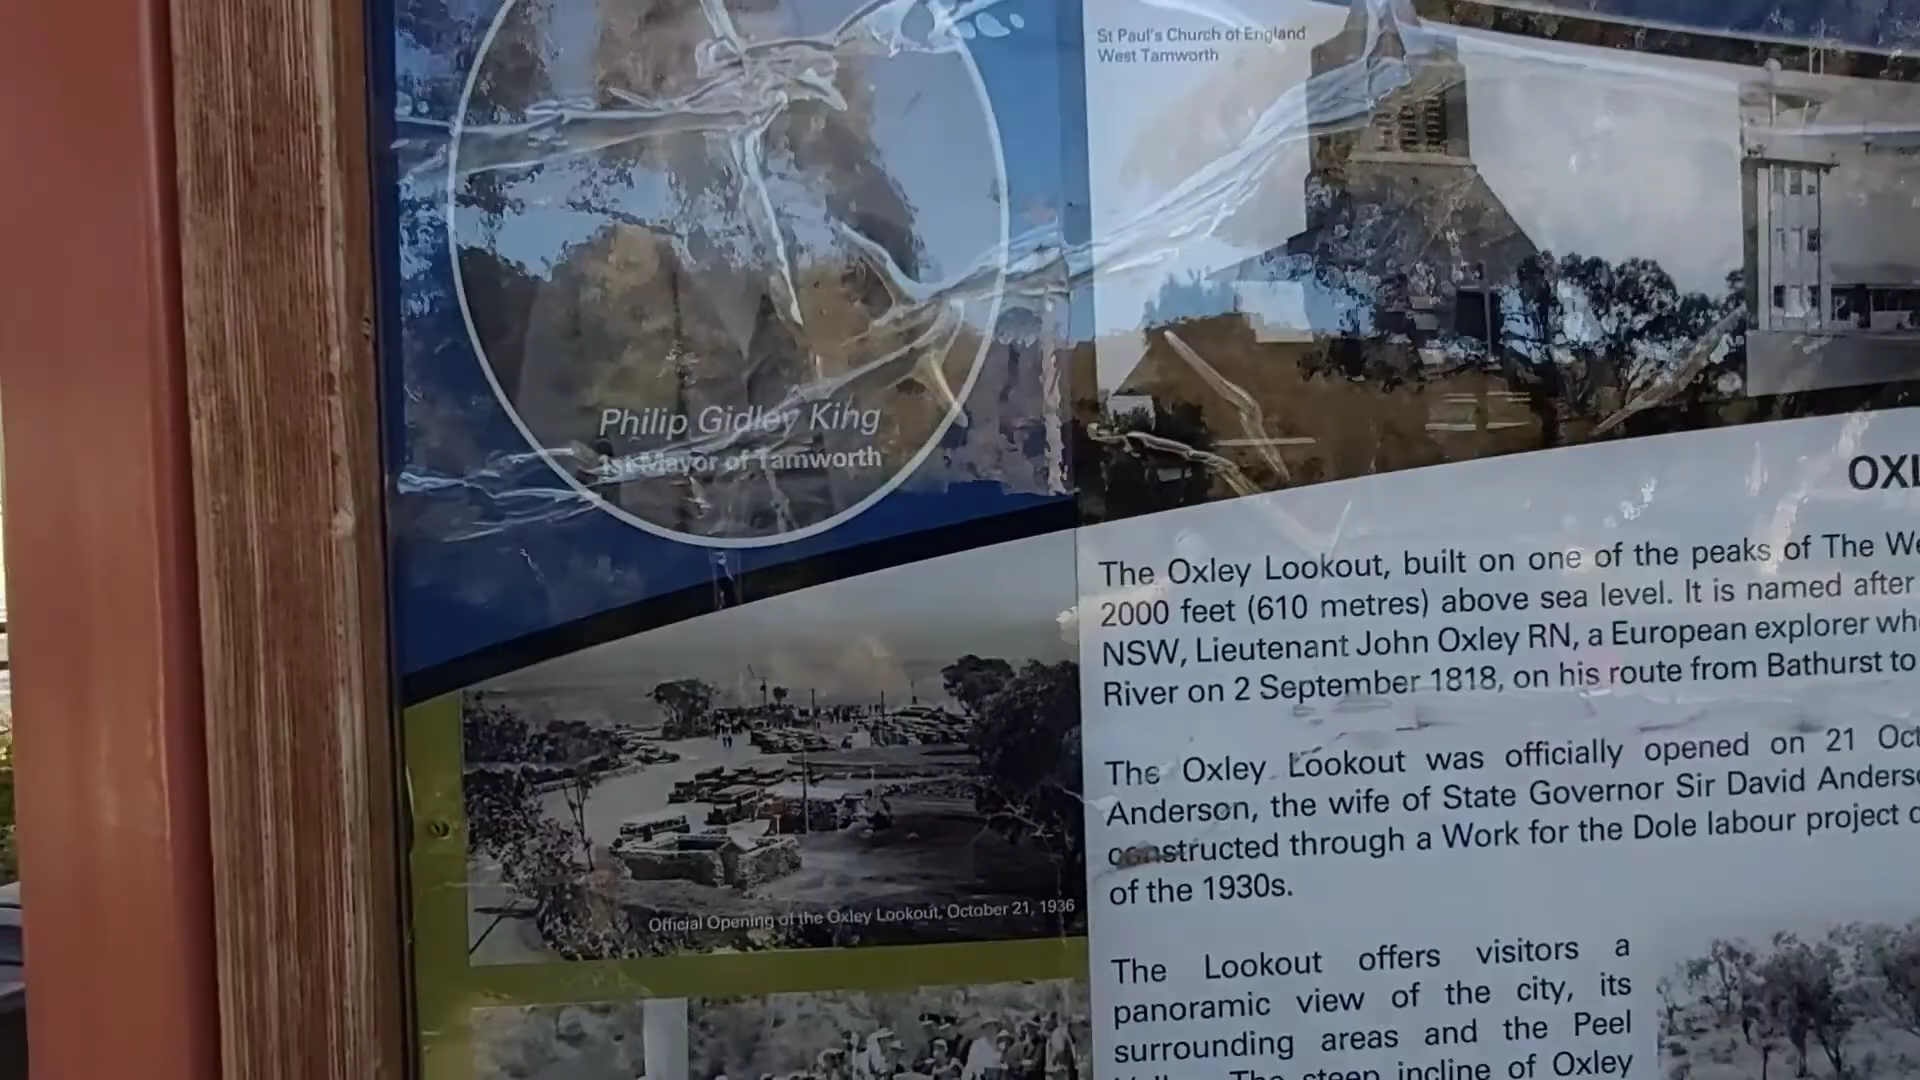 St Paul's Church of England
West Tamworth
Philip Gidley King
1st Mayor of Tamworth
OXL
The Oxley Lookout, built on one of the peaks of The We
2000 feet (610 metres) above sea level. It is named after
NSW, Lieutenant John Oxley RN, a European explorer wh
River on 2 September 1818, on his route from Bathurst to
The Oxley Lookout was officially opened on 21 Oct
Anderson, the wife of State Governor Sir David Anders
constructed through a Work for the Dole labour project
of the 1930s.
Official Opening of the Oxley Lookout, October 21, 1936
The Lookout offers visitors a
panoramic view of the city, its
surrounding areas and the Peel
The steep incline of Oxley